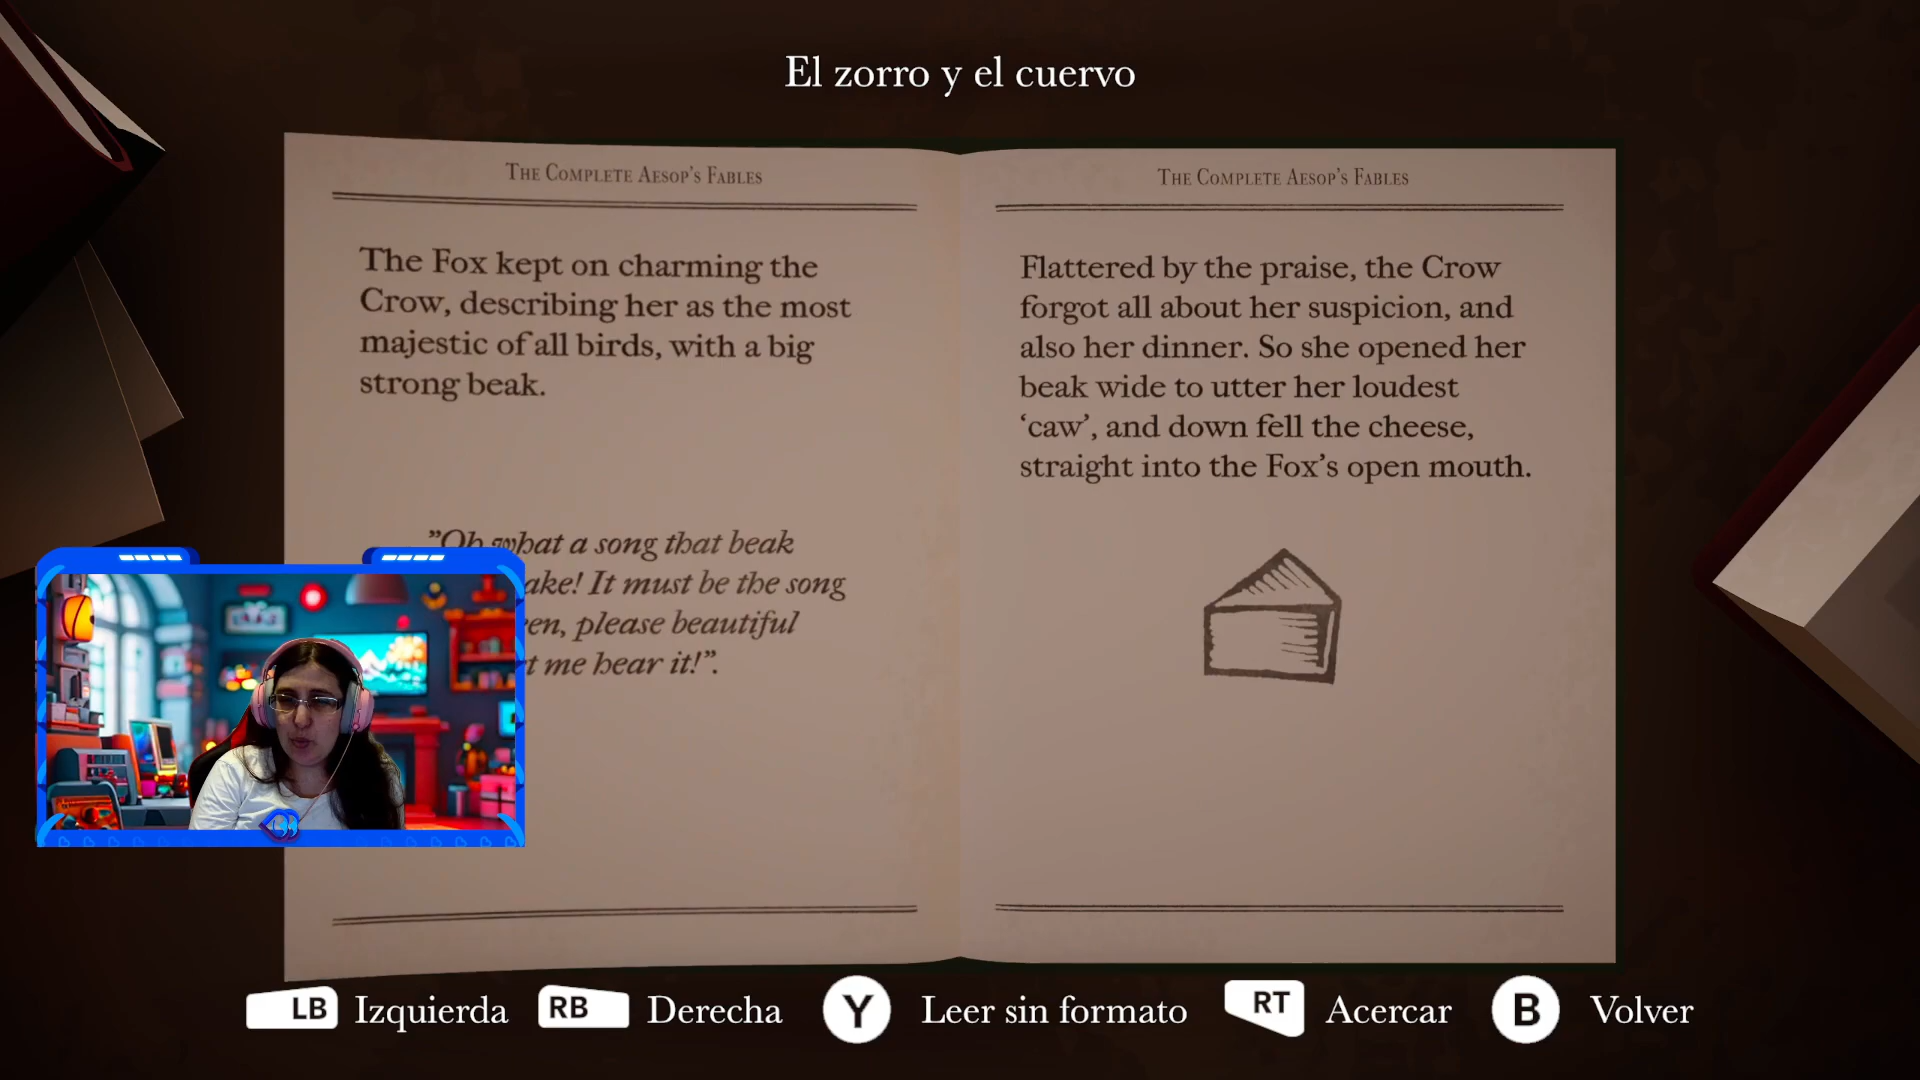 El zorro y el cuervo
The Complete Aesop's Fables
The Fox kept on charming the
Crow, describing her as the most
majestic of all birds, with a big
strong beak.
”Oh what a song that beak
ake! It must be the song
en, please beautiful
t me hear it!”.
The Complete Aesop's Fables
Flattered by the praise, the Crow
forgot all about her suspicion, and
also her dinner. So she opened her
beak wide to utter her loudest
‘caw’, and down fell the cheese,
straight into the Fox’s open mouth.
LB Izquierda RB Derecha Y Leer sin formato RT Acercar B Volver